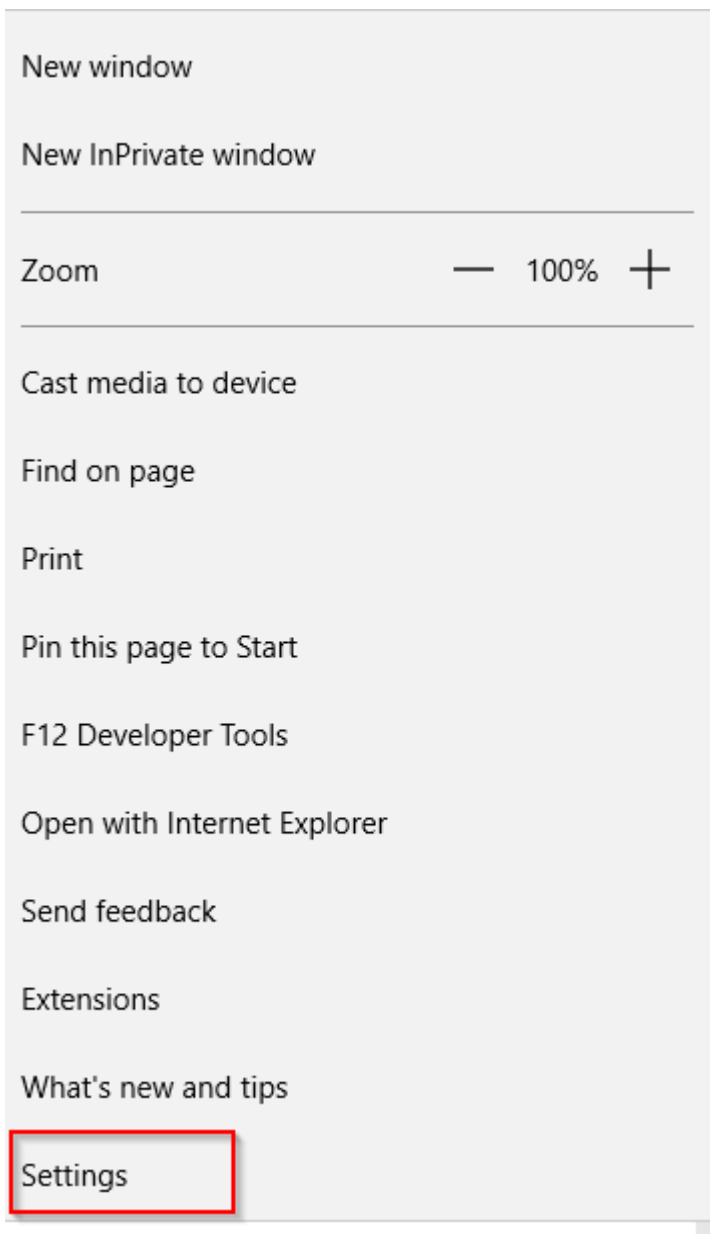 New window
New InPrivate window
Zoom — 100% +
Cast media to device
Find on page
Print
Pin this page to Start
F12 Developer Tools
Open with Internet Explorer
Send feedback
Extensions
What's new and tips
Settings